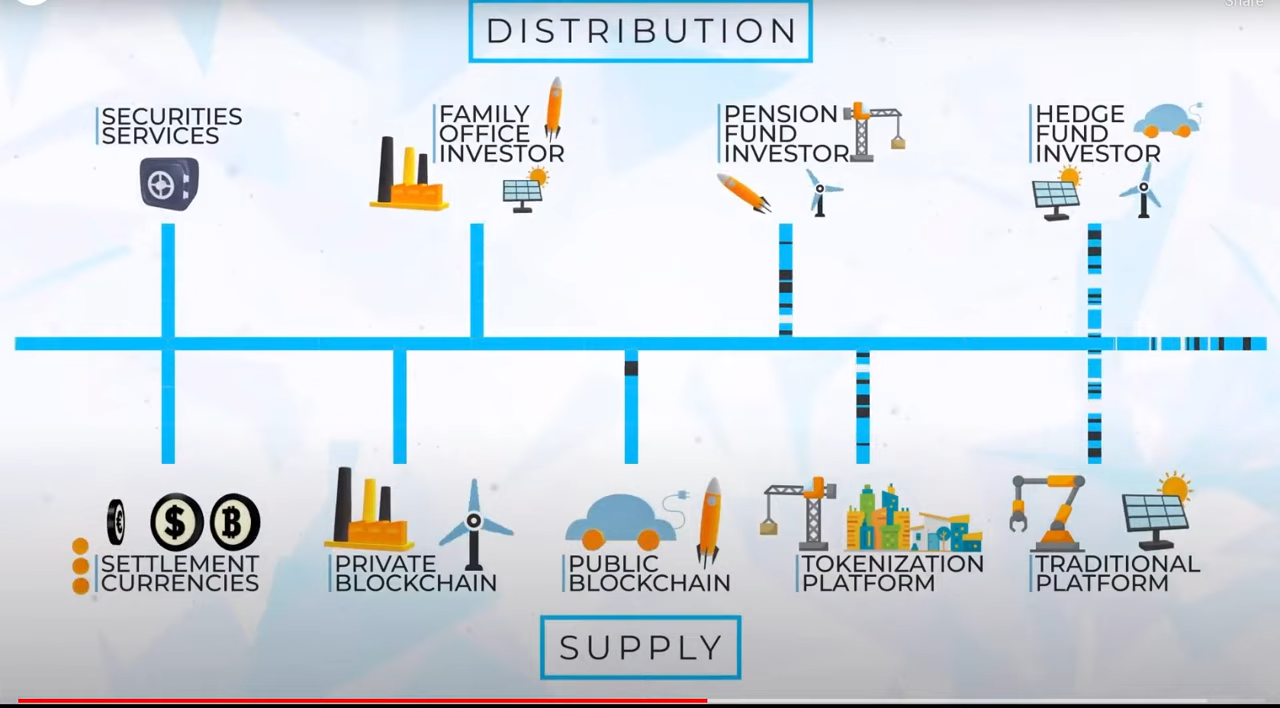 Share
DISTRIBUTION
SECURITIES
SERVICES
FAMILY
OFFICE
INVESTOR
PENSION
FUND
INVESTOR
HEDGE
FUND
INVESTOR
€ $ ₿
SETTLEMENT
CURRENCIES
PRIVATE
BLOCKCHAIN
PUBLIC
BLOCKCHAIN
TOKENIZATION
PLATFORM
TRADITIONAL
PLATFORM
SUPPLY